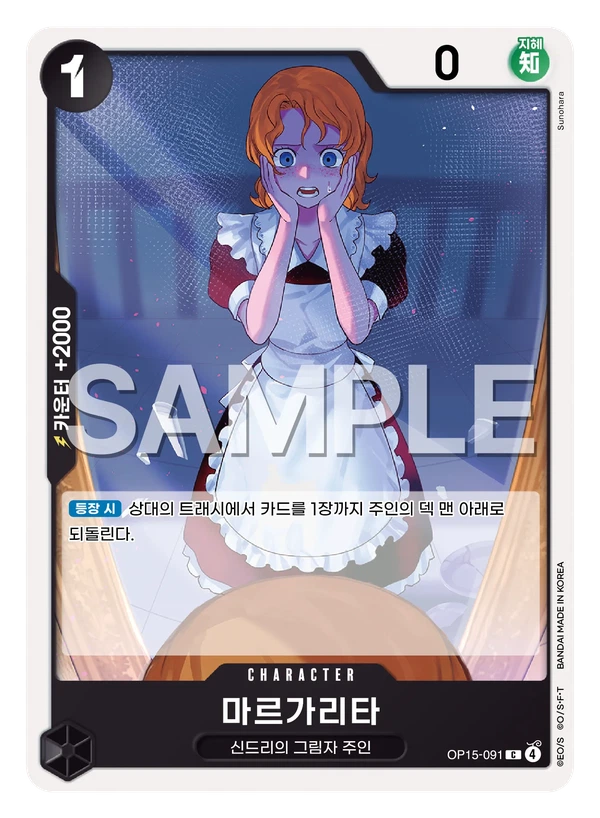 1
0
지혜
知
Sunohara
카운터 +2000
SAMPLE
등장 시 상대의 트래시에서 카드를 1장까지 주인의 덱 맨 아래로
되돌린다.
CHARACTER
마르가리타
신드리의 그림자 주인
OP15-091 C 4
©EO/S ©O/S·F·T BANDAI MADE IN KOREA